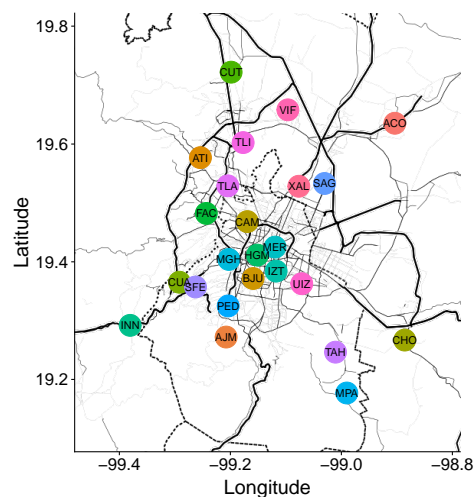 19.8
CUT
VIF
ACO
19.6
TLI
ATI
TLA
XAL
SAG
FAC
CAM
MER
HGM
19.4
MGH
IZT
BJU
CUA
SFE
UIZ
PED
INN
AJM
CHO
TAH
19.2
MPA
−99.4
−99.2
−99.0
−98.8
Longitude
Latitude